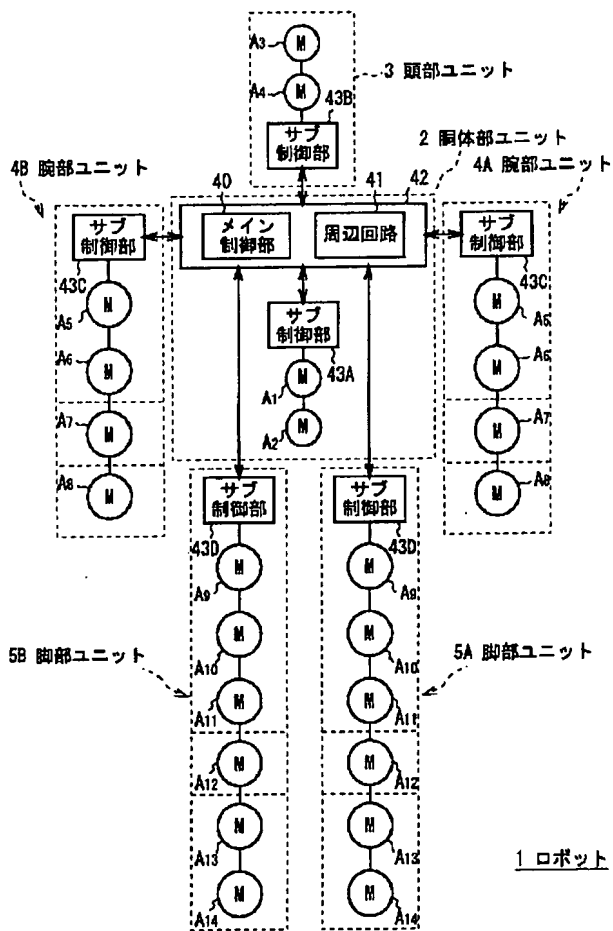 A3
M
A4
M
3 頭部ユニット
43B
サブ
制御部
2 胴体部ユニット
4B 腕部ユニット
4A 腕部ユニット
40
41
42
メイン
制御部
周辺回路
サブ
制御部
43C
A5
M
A6
M
A7
M
A8
M
サブ
制御部
43A
A1
M
A2
M
サブ
制御部
43C
M
A5
M
A6
M
A7
M
A8
サブ
制御部
43D
M
A9
M
A10
M
A11
M
A12
M
A13
M
A14
サブ
制御部
43D
M
A9
M
A10
M
A11
M
A12
M
A13
M
A14
5B 脚部ユニット
5A 脚部ユニット
1 ロボット